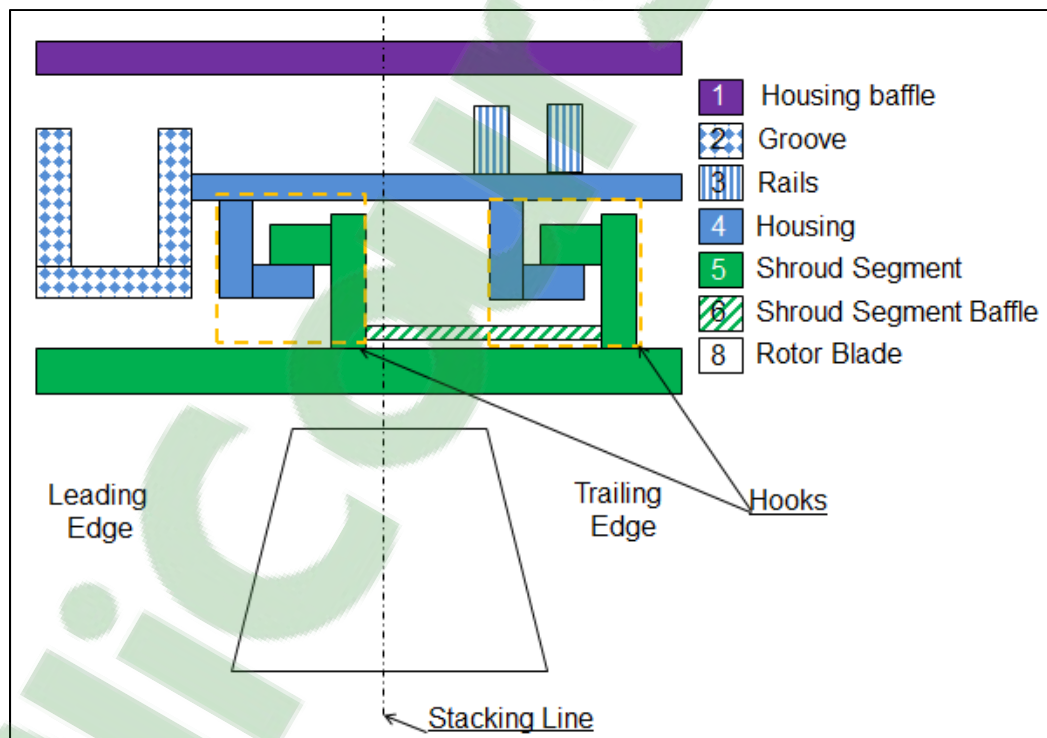 1 Housing baffle
2 Groove
3 Rails
4 Housing
5 Shroud Segment
6 Shroud Segment Baffle
8 Rotor Blade
Leading
Edge
Trailing
Edge
Hooks
Stacking Line